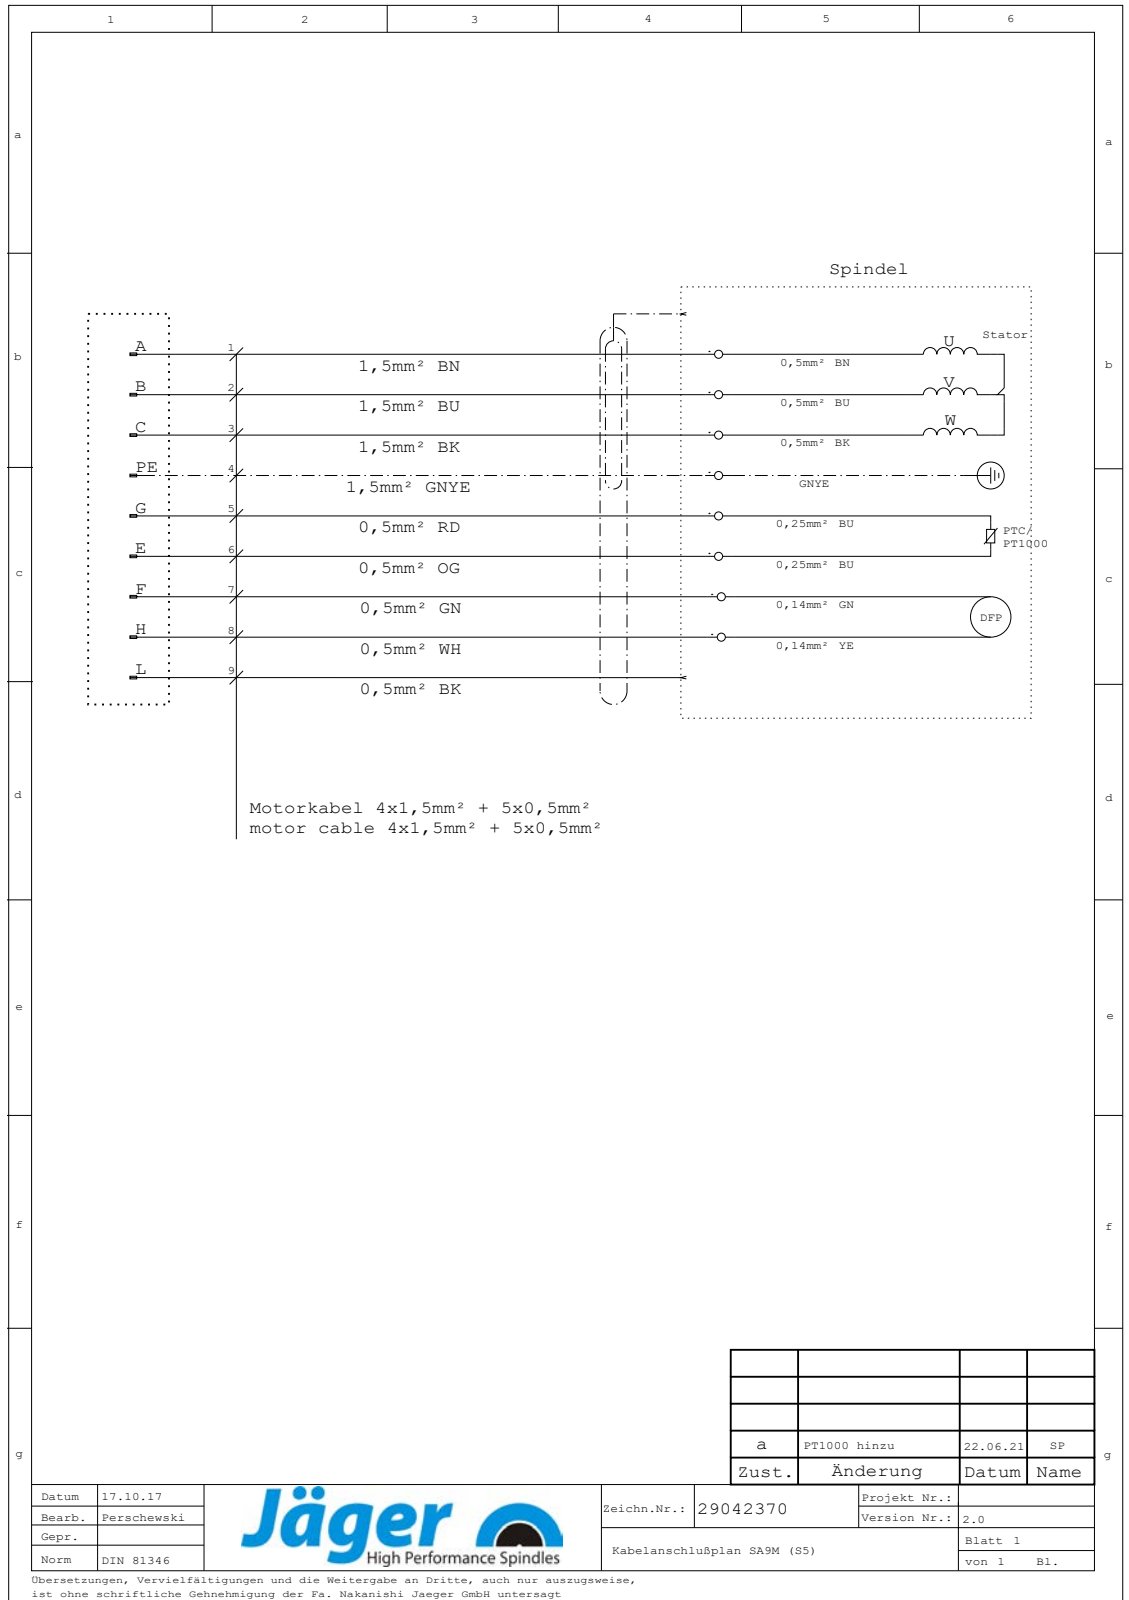 1 2 3 4 5 6
a a
Spindel
b b
A 1 1,5mm² BN 0,5mm² BN U Stator
B 2 1,5mm² BU 0,5mm² BU V
C 3 1,5mm² BK 0,5mm² BK W
PE 4 1,5mm² GNYE GNYE
G 5 0,5mm² RD 0,25mm² BU PTC/
PT1000
E 6 0,5mm² OG 0,25mm² BU
c c
F 7 0,5mm² GN 0,14mm² GN
DFP
H 8 0,5mm² WH 0,14mm² YE
L 9 0,5mm² BK
d d
Motorkabel 4x1,5mm² + 5x0,5mm²
motor cable 4x1,5mm² + 5x0,5mm²
e e
f f
g g
a PT1000 hinzu 22.06.21 SP
Zust. Änderung Datum Name
Datum 17.10.17
Bearb. Perschewski
Gepr.
Norm DIN 81346
Jäger
High Performance Spindles
Zeichn.Nr.: 29042370
Projekt Nr.:
Version Nr.: 2.0
Kabelanschlußplan SA9M (S5)
Blatt 1
von 1 Bl.
Übersetzungen, Vervielfältigungen und die Weitergabe an Dritte, auch nur auszugsweise,
ist ohne schriftliche Gehnehmigung der Fa. Nakanishi Jaeger GmbH untersagt